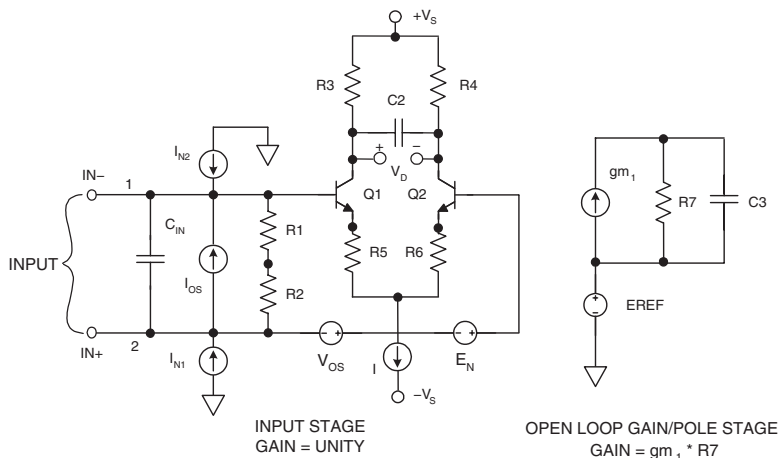 +V_S
R3
R4
C2
+
−
V_D
I_N2
IN−
1
Q1
Q2
gm_1
R7
C3
C_IN
R1
R5
R6
INPUT
I_OS
R2
+
−
EREF
IN+
2
I_N1
−
+
V_OS
−
+
E_N
I
−V_S
INPUT STAGE
GAIN = UNITY
OPEN LOOP GAIN/POLE STAGE
GAIN = gm_1 * R7